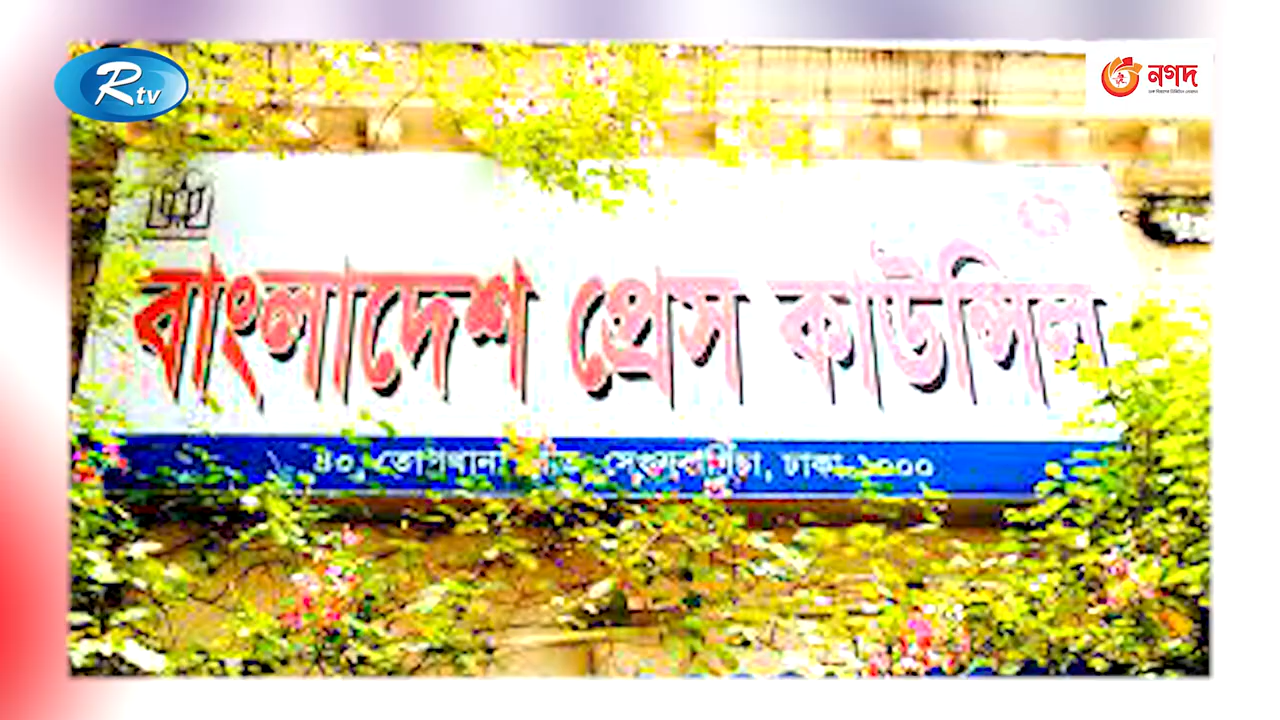 Rtv
নগদ
বাংলাদেশ প্রেস কাউন্সিল
৪০, তোপখানা সেগুনবাগিচা, ঢাকা-১০০০